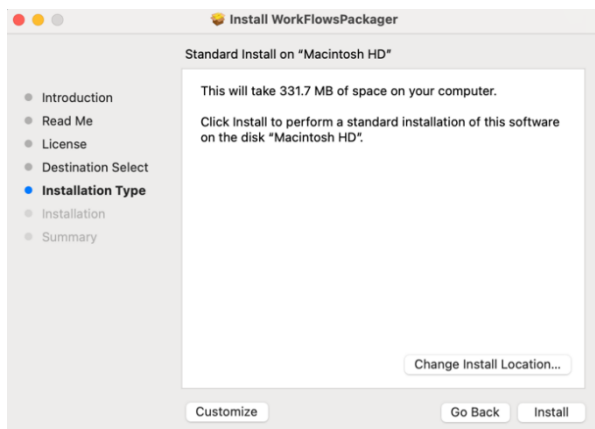 Install WorkFlowsPackager
Standard Install on “Macintosh HD”
Introduction
Read Me
License
Destination Select
Installation Type
Installation
Summary
This will take 331.7 MB of space on your computer.
Click Install to perform a standard installation of this software
on the disk “Macintosh HD”.
Change Install Location...
Customize
Go Back
Install